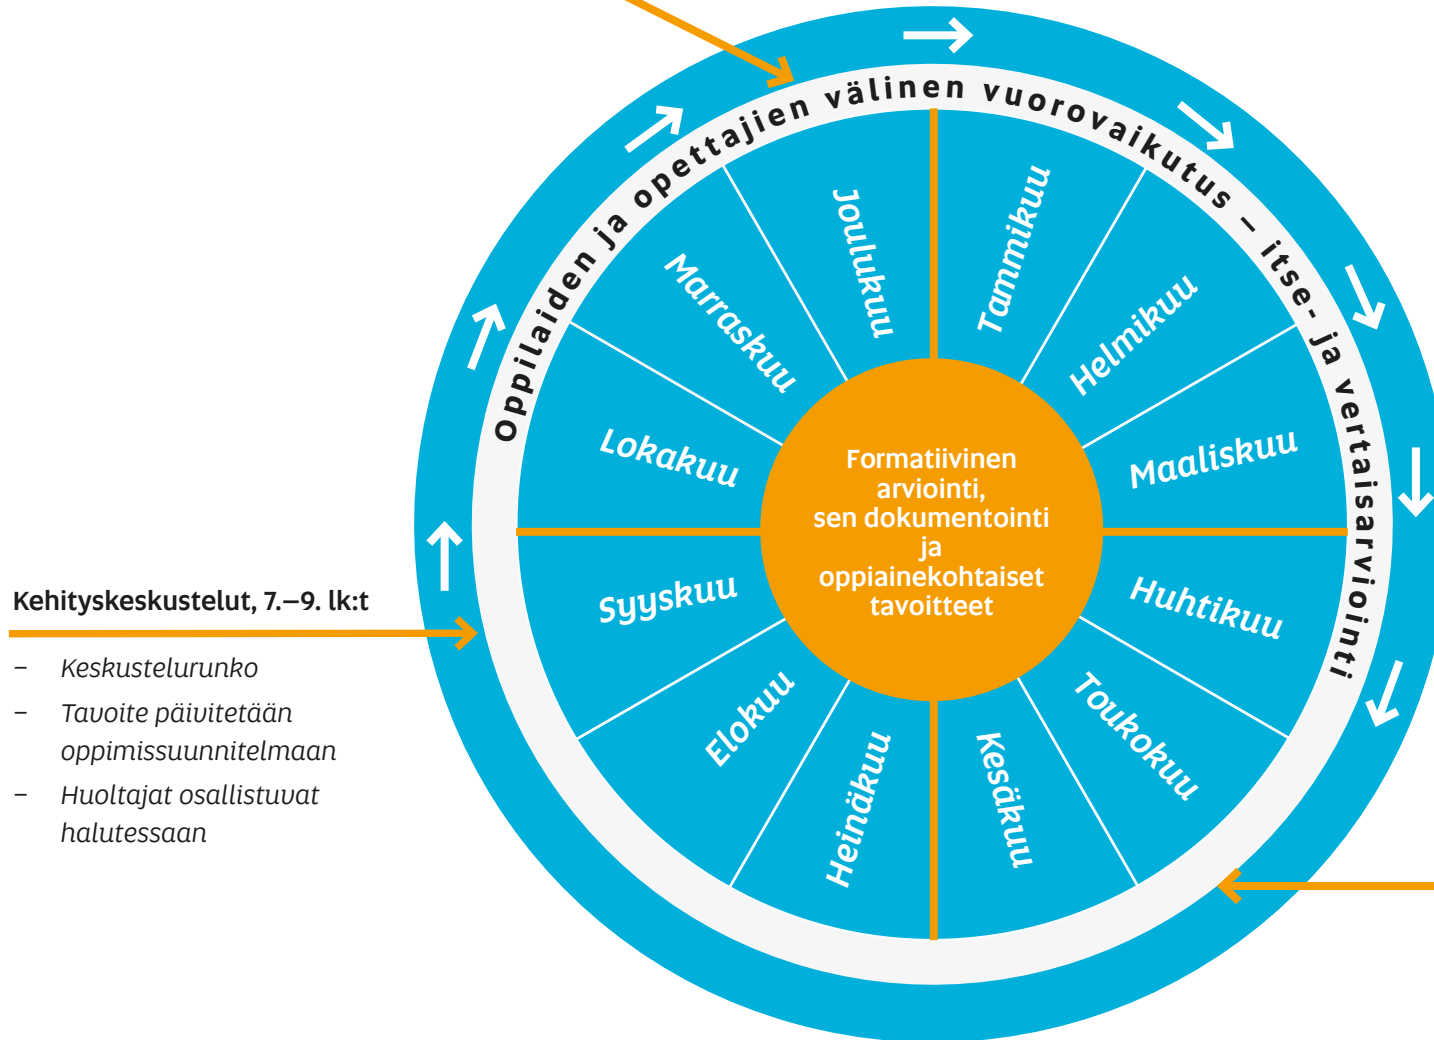 Oppilaiden ja opettajien välinen vuorovaikutus – itse- ja vertaisarviointi
Tammikuu
Helmikuu
Maaliskuu
Huhtikuu
Toukokuu
Kesäkuu
Heinäkuu
Elokuu
Syyskuu
Lokakuu
Marraskuu
Joulukuu
Formatiivinen
arviointi,
sen dokumentointi
ja
oppiainekohtaiset
tavoitteet
Kehityskeskustelut, 7.–9. lk:t
– Keskustelurunko
– Tavoite päivitetään
oppimissuunnitelmaan
– Huoltajat osallistuvat
halutessaan